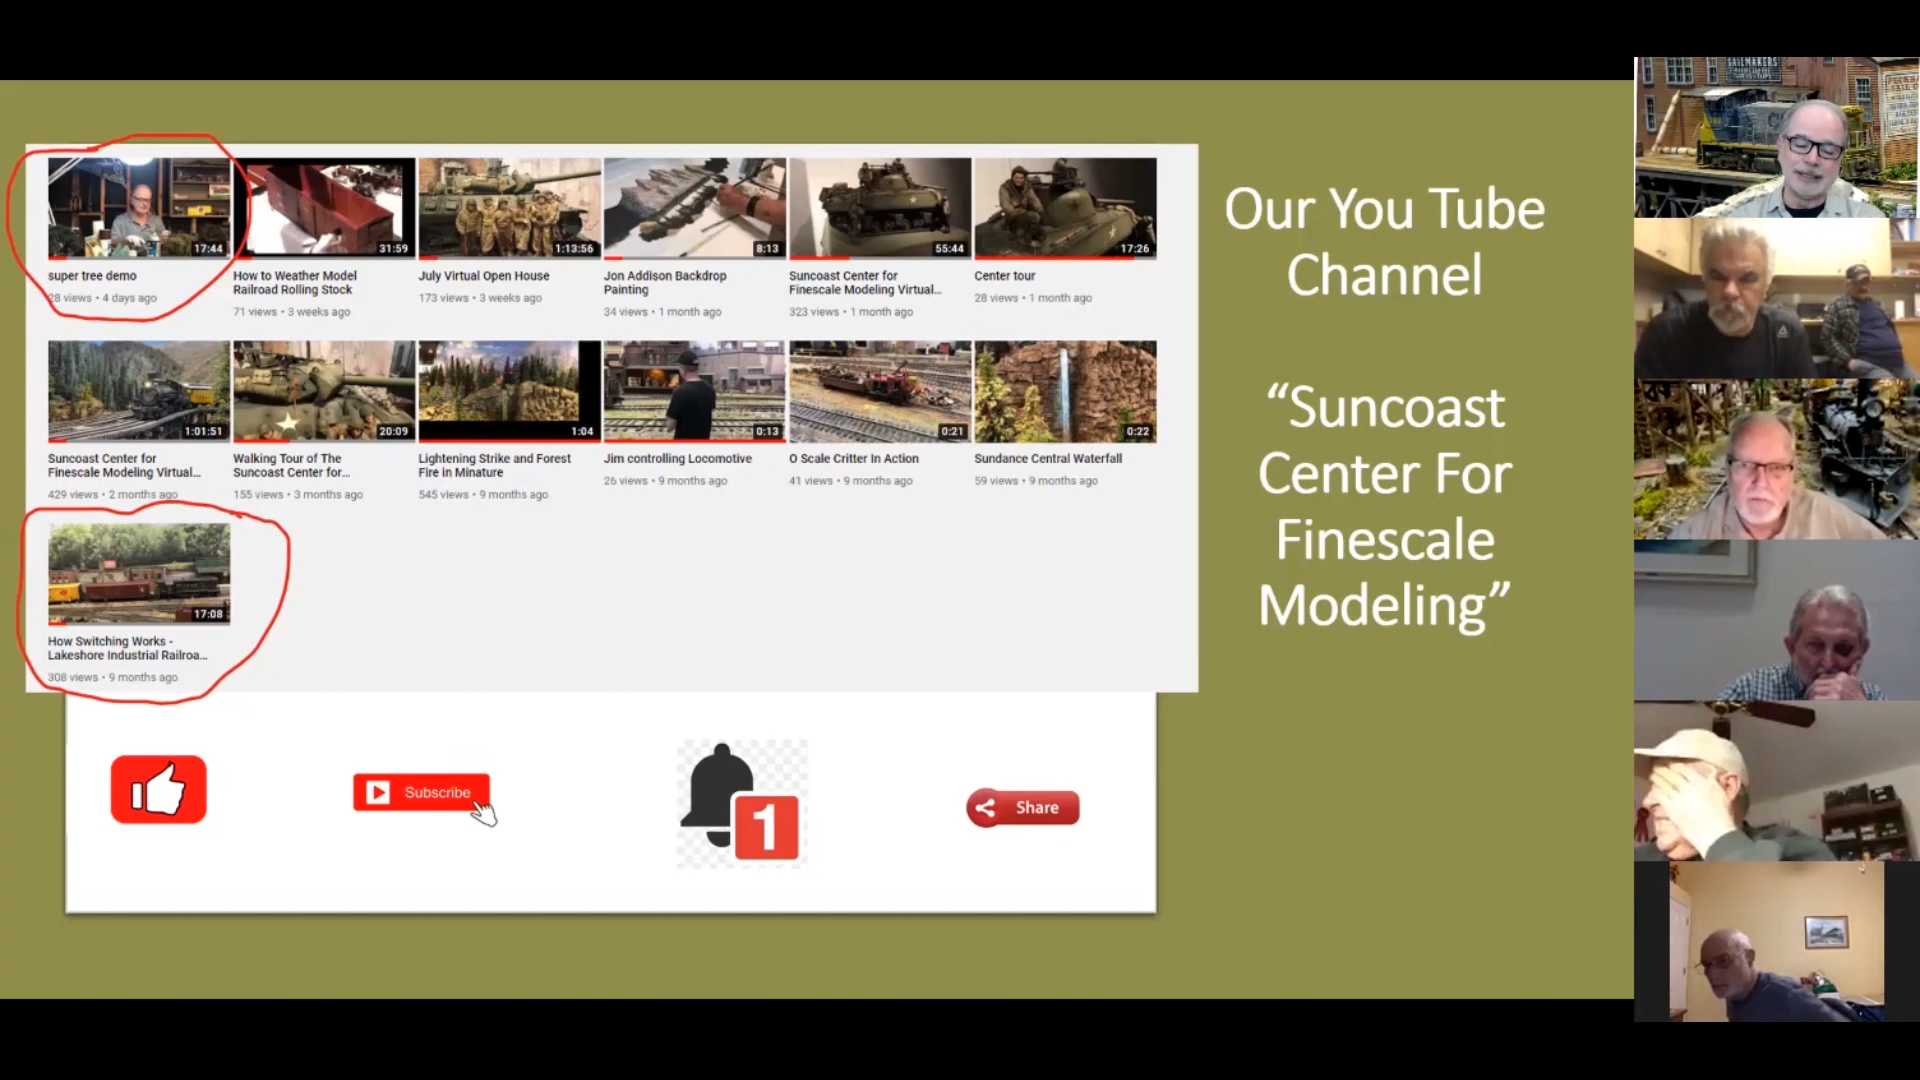 SAILMAKERS
17:44
31:59
1:13:56
8:13
55:44
17:26
super tree demo
28 views • 4 days ago
How to Weather Model
Railroad Rolling Stock
71 views • 3 weeks ago
July Virtual Open House
173 views • 3 weeks ago
Jon Addison Backdrop
Painting
34 views • 1 month ago
Suncoast Center for
Finescale Modeling Virtual...
323 views • 1 month ago
Center tour
28 views • 1 month ago
1:01:51
20:09
1:04
0:13
0:21
0:22
Suncoast Center for
Finescale Modeling Virtual...
429 views • 2 months ago
Walking Tour of The
Suncoast Center for...
155 views • 3 months ago
Lightening Strike and Forest
Fire in Minature
545 views • 9 months ago
Jim controlling Locomotive
26 views • 9 months ago
O Scale Critter In Action
41 views • 9 months ago
Sundance Central Waterfall
59 views • 9 months ago
17:08
How Switching Works -
Lakeshore Industrial Railroa...
308 views • 9 months ago
Our You Tube
Channel
“Suncoast
Center For
Finescale
Modeling”
Subscribe
1
Share